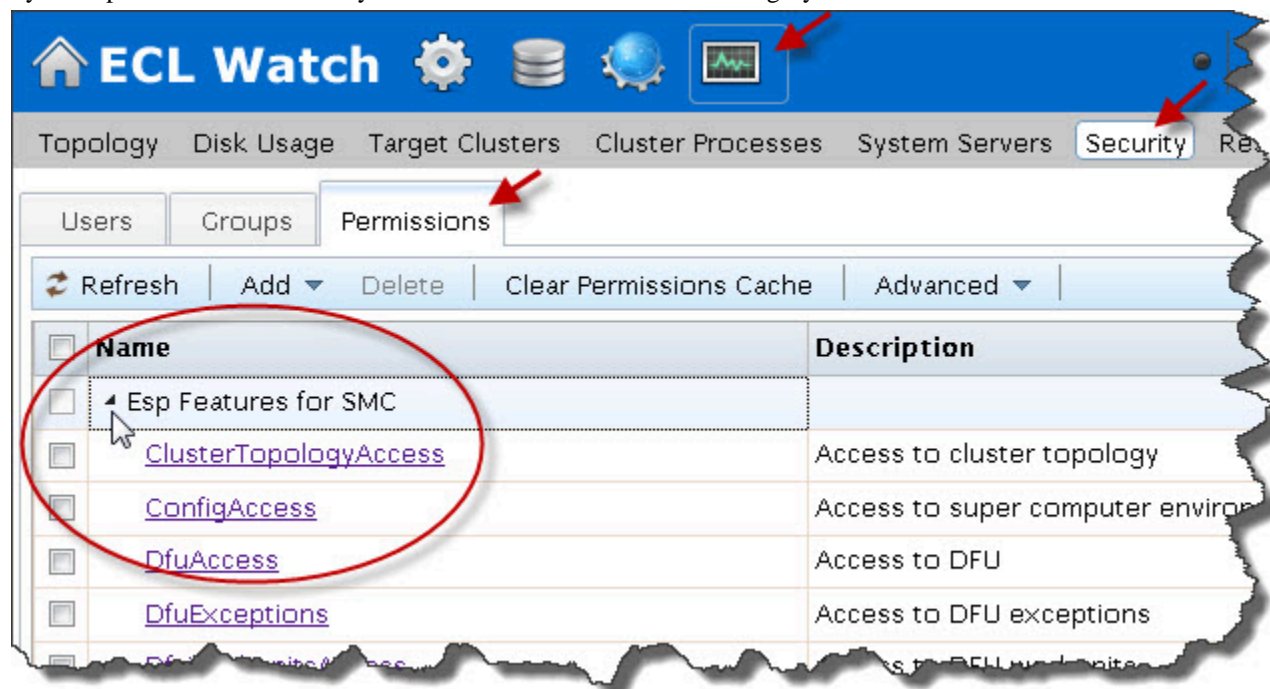 ECL Watch
Topology Disk Usage Target Clusters Cluster Processes System Servers Security
Users Groups Permissions
Refresh Add Delete Clear Permissions Cache Advanced
Name Description
Esp Features for SMC
ClusterTopologyAccess Access to cluster topology
ConfigAccess Access to super computer
DfuAccess Access to DFU
DfuExceptions Access to DFU exceptions